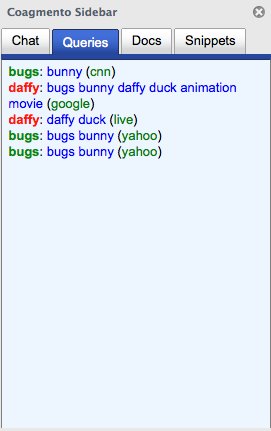 Coagmento Sidebar
Chat Queries Docs Snippets
bugs: bunny (cnn)
daffy: bugs bunny daffy duck animation
movie (google)
daffy: daffy duck (live)
bugs: bugs bunny (yahoo)
bugs: bugs bunny (yahoo)